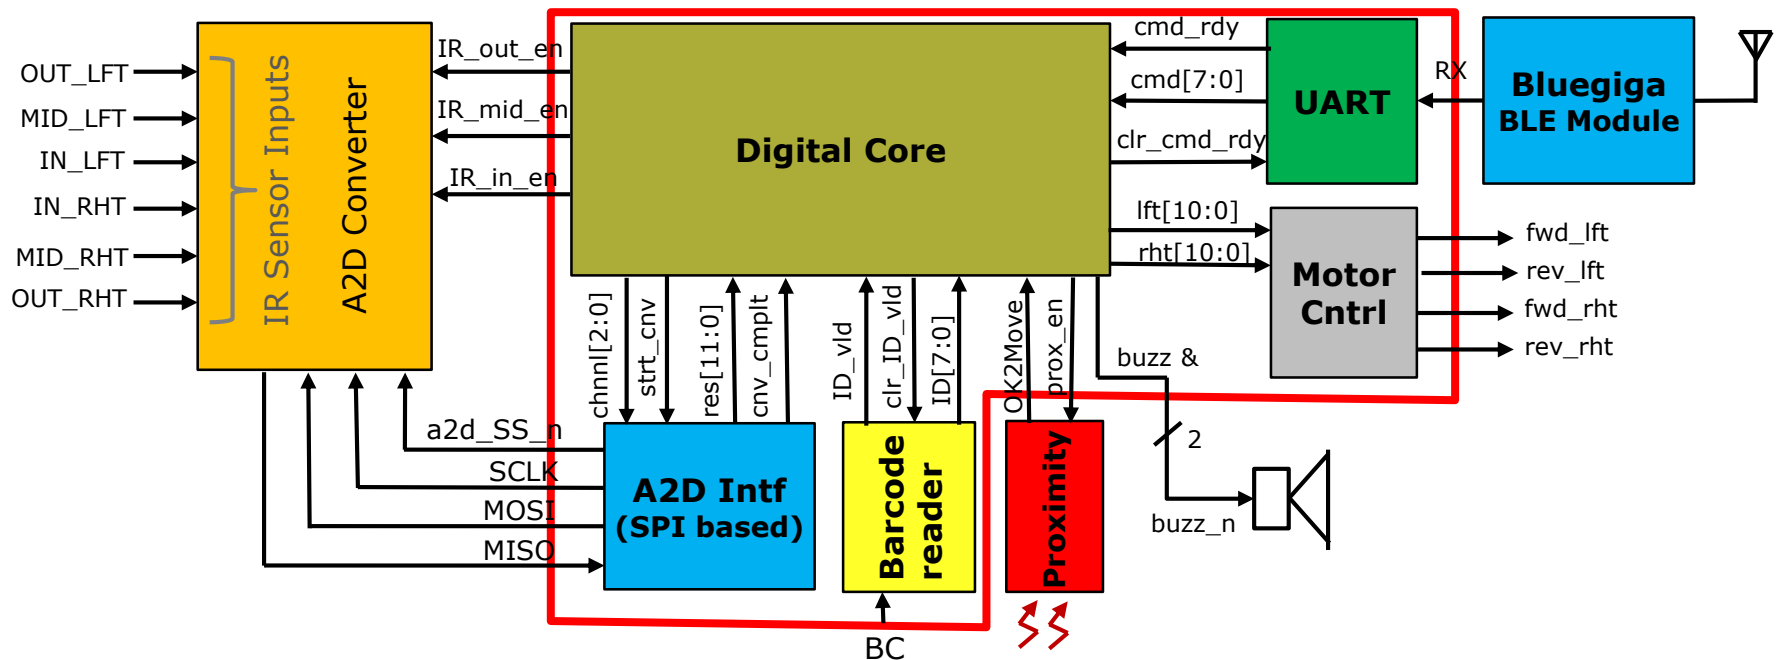 OUT_LFT
MID_LFT
IN_LFT
IN_RHT
MID_RHT
OUT_RHT
IR Sensor Inputs
A2D Converter
IR_out_en
IR_mid_en
IR_in_en
Digital Core
cmd_rdy
cmd[7:0]
clr_cmd_rdy
UART
RX
Bluegiga
BLE Module
lft[10:0]
rht[10:0]
Motor
Cntrl
fwd_lft
rev_lft
fwd_rht
rev_rht
chnnl[2:0]
strt_cnv
res[11:0]
cnv_cmplt
ID_vld
clr_ID_vld
ID[7:0]
OK2Move
prox_en
buzz &
2
buzz_n
a2d_SS_n
SCLK
MOSI
MISO
A2D Intf
(SPI based)
Barcode
reader
Proximity
BC